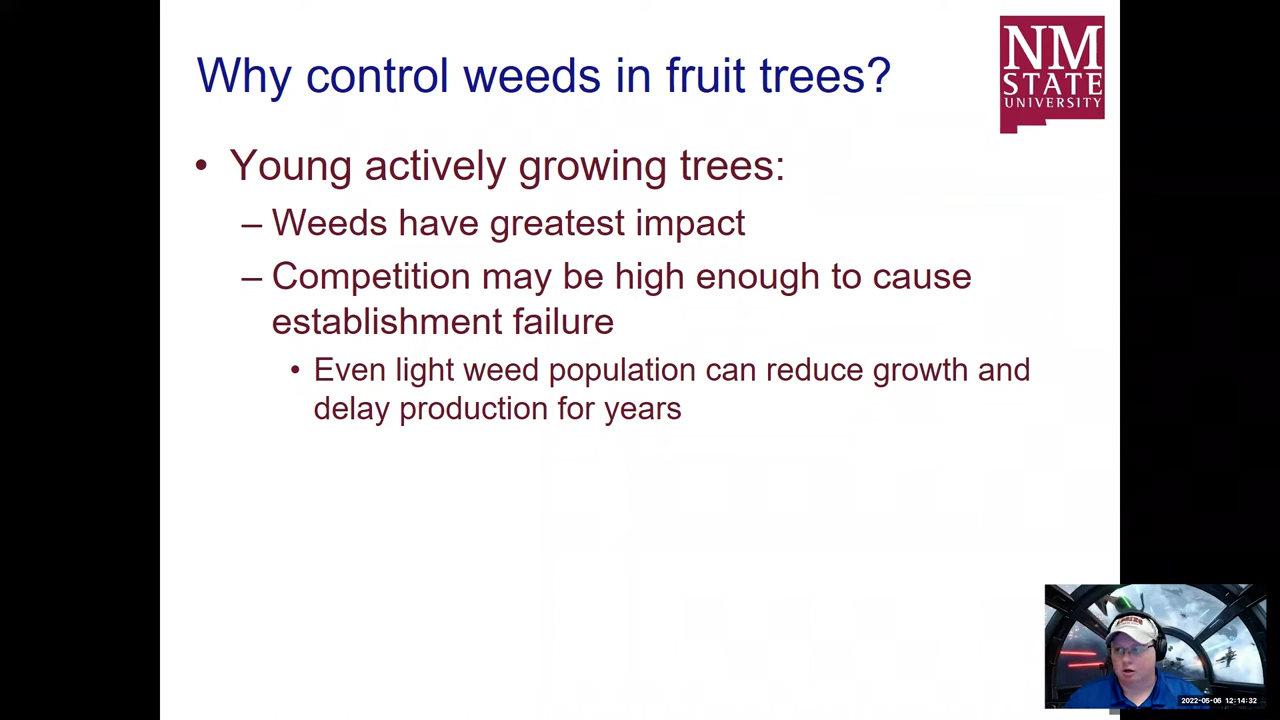 Why control weeds in fruit trees?
NM
STATE
UNIVERSITY
• Young actively growing trees:
– Weeds have greatest impact
– Competition may be high enough to cause
establishment failure
• Even light weed population can reduce growth and
delay production for years
2022-05-06 12:14:32